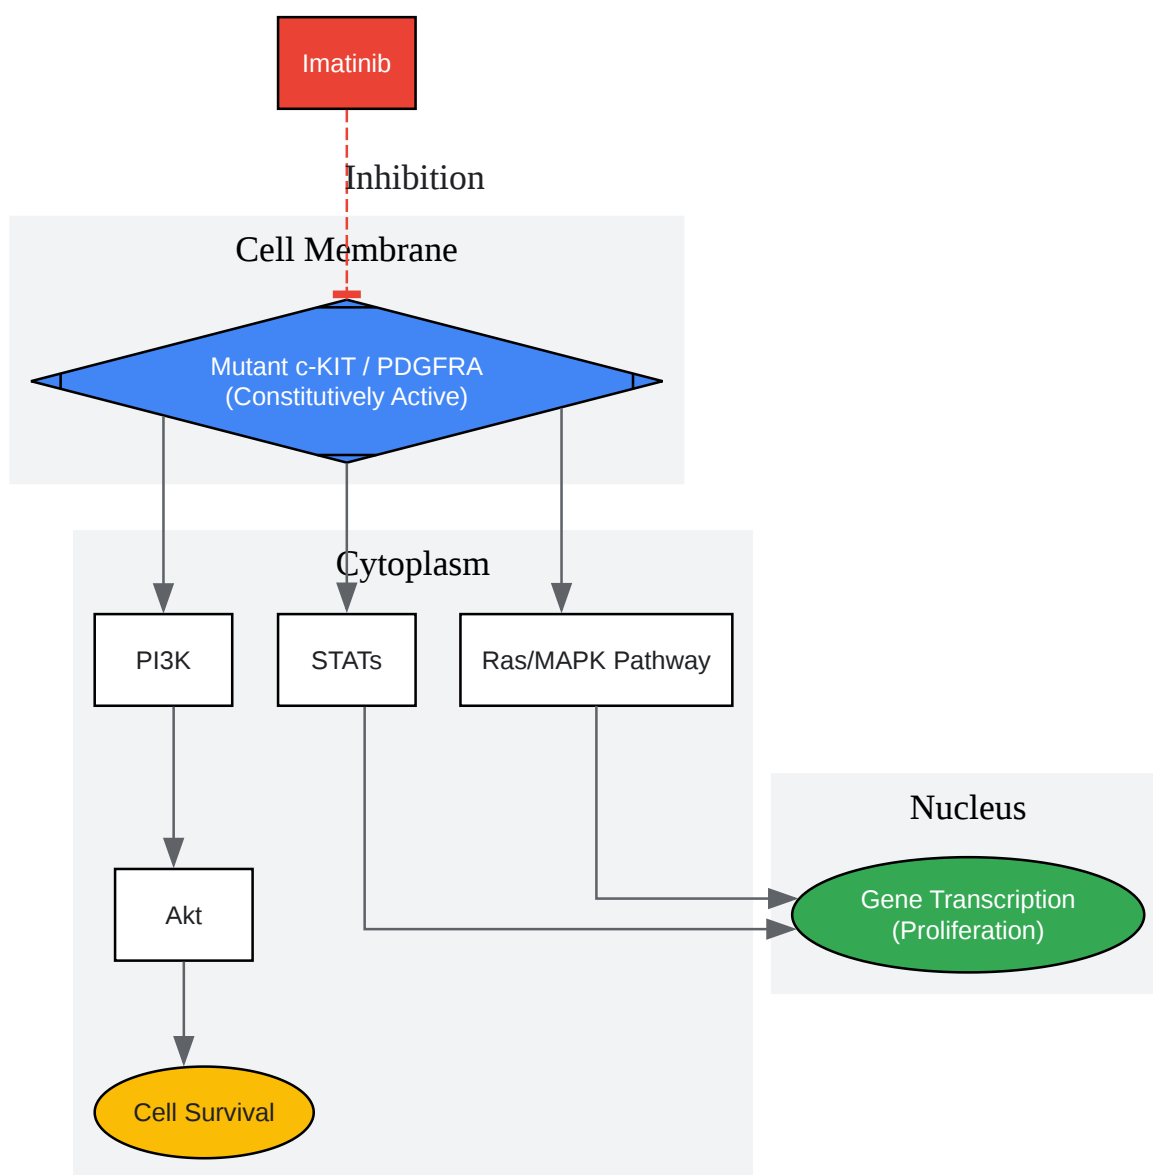 Imatinib
Inhibition
Cell Membrane
Mutant c-KIT / PDGFRA
(Constitutively Active)
Cytoplasm
PI3K
STATs
Ras/MAPK Pathway
Nucleus
Gene Transcription
(Proliferation)
Akt
Cell Survival